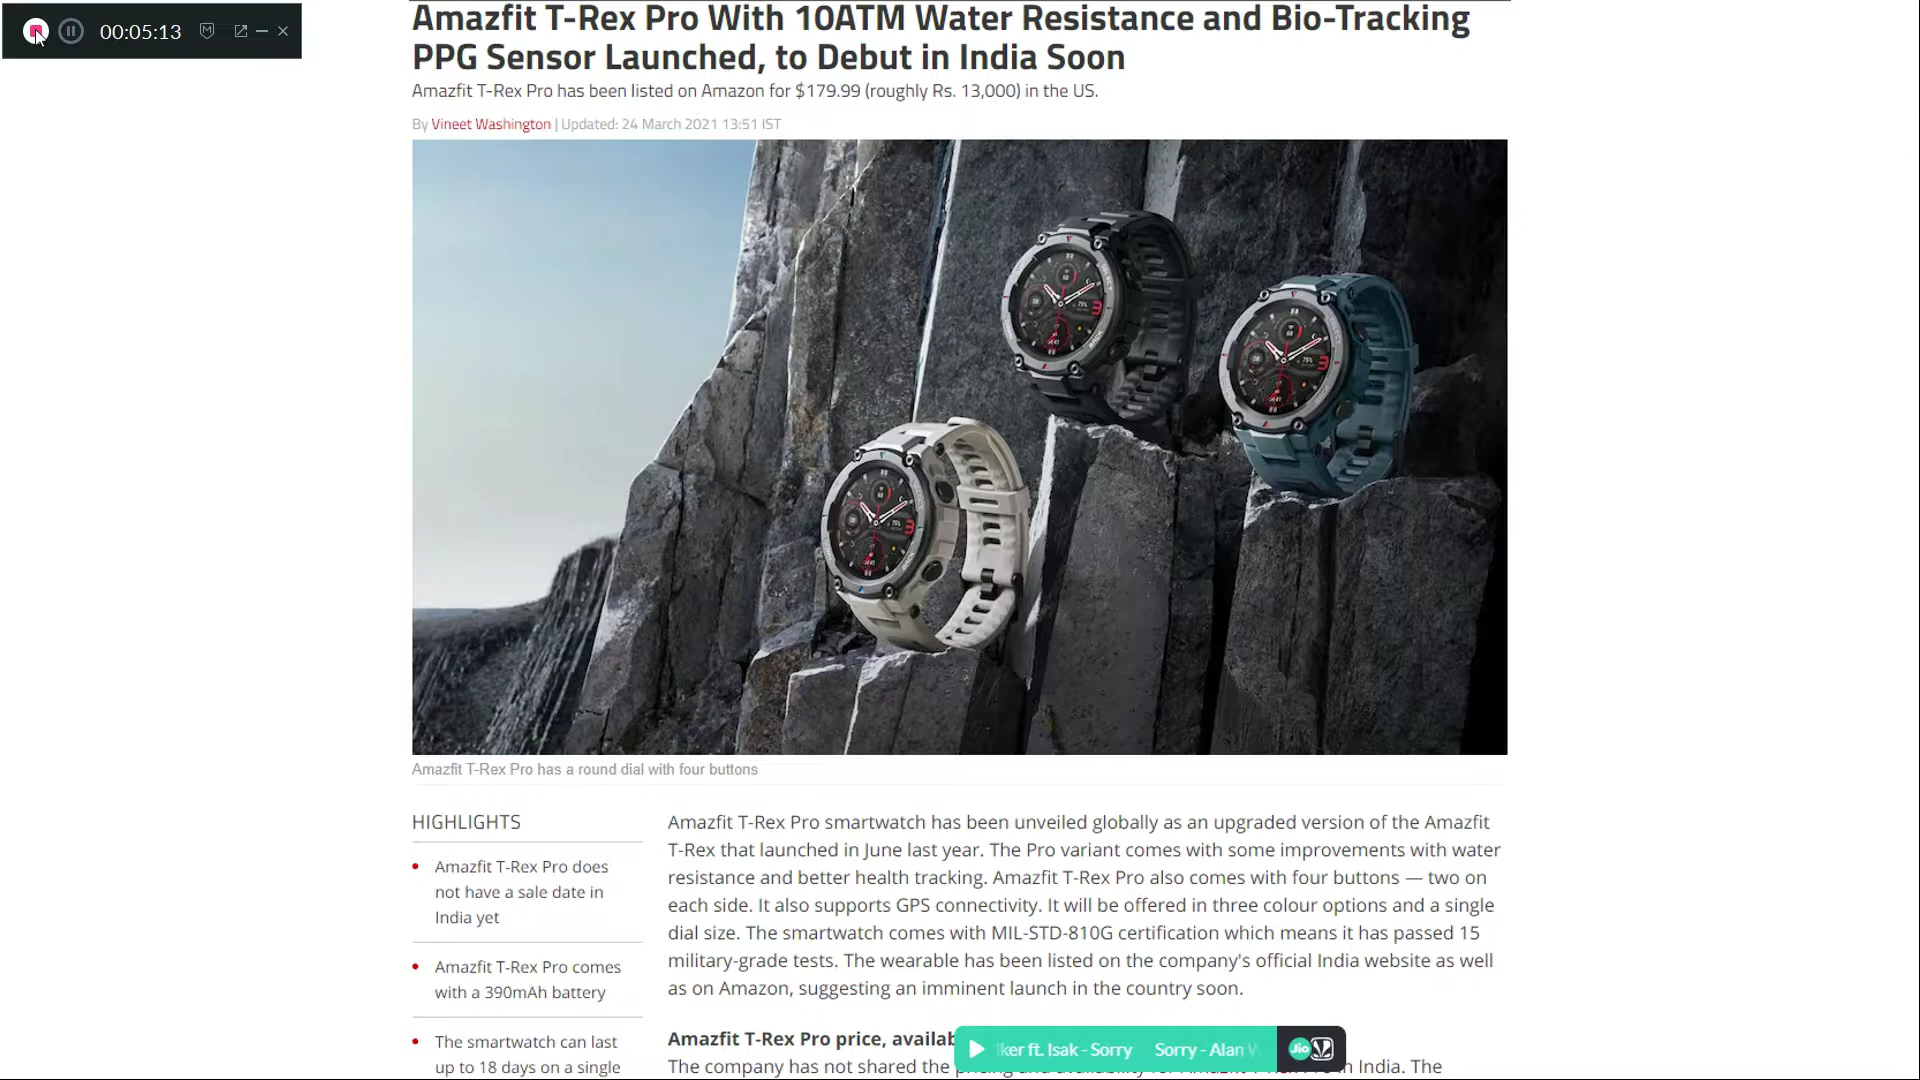 00:05:13
Amazfit T-Rex Pro With 10ATM Water Resistance and Bio-Tracking
PPG Sensor Launched, to Debut in India Soon
Amazfit T-Rex Pro has been listed on Amazon for $179.99 (roughly Rs. 13,000) in the US.
By Vineet Washington | Updated: 24 March 2021 13:51 IST
Amazfit T-Rex Pro has a round dial with four buttons
HIGHLIGHTS
Amazfit T-Rex Pro does
not have a sale date in
India yet
Amazfit T-Rex Pro comes
with a 390mAh battery
The smartwatch can last
up to 18 days on a single
Amazfit T-Rex Pro smartwatch has been unveiled globally as an upgraded version of the Amazfit
T-Rex that launched in June last year. The Pro variant comes with some improvements with water
resistance and better health tracking. Amazfit T-Rex Pro also comes with four buttons — two on
each side. It also supports GPS connectivity. It will be offered in three colour options and a single
dial size. The smartwatch comes with MIL-STD-810G certification which means it has passed 15
military-grade tests. The wearable has been listed on the company's official India website as well
as on Amazon, suggesting an imminent launch in the country soon.
Amazfit T-Rex Pro price,
The company has not shared the in India. The
ker ft. Isak - Sorry Sorry - Alan
Jio